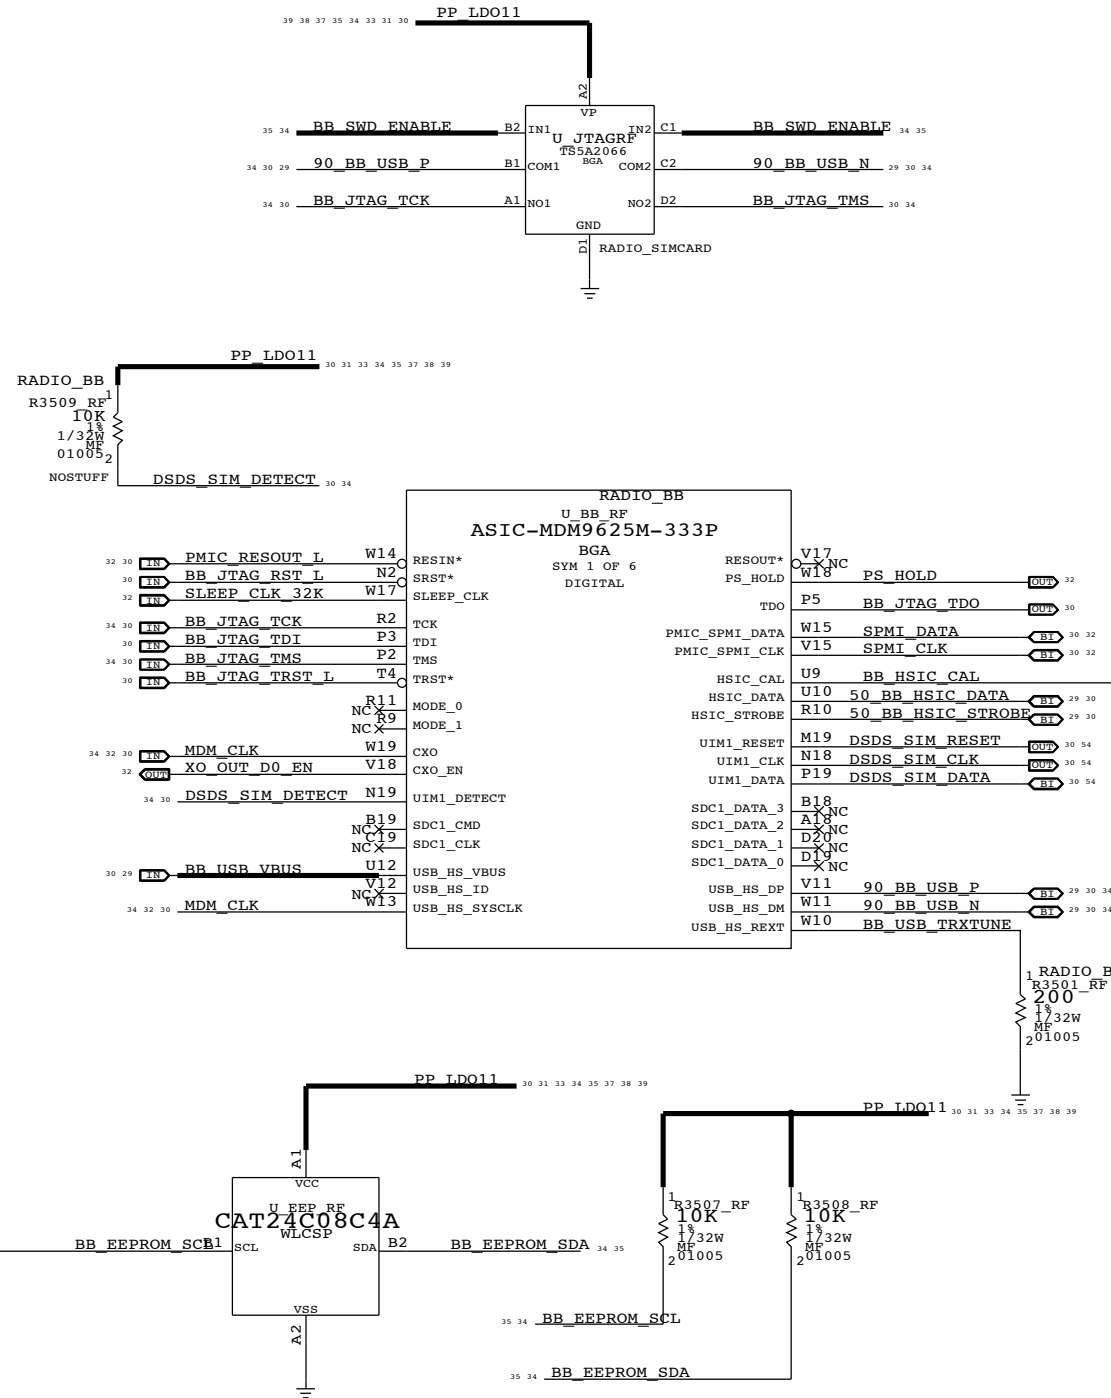 39 38 37 35 34 33 31 30 PP_LDO11
A2
VP
35 34 BB_SWD_ENABLE B2 IN1 IN2 C1 BB_SWD_ENABLE 34 35
U_JTAGRF
TS5A2066
BGA
34 30 29 90_BB_USB_P B1 COM1 COM2 C2 90_BB_USB_N 29 30 34
34 30 BB_JTAG_TCK A1 NO1 NO2 D2 BB_JTAG_TMS 30 34
GND
D1 RADIO_SIMCARD
PP_LDO11 30 31 33 34 35 37 38 39
RADIO_BB
1
R3509_RF
10K
1%
1/32W
MF
01005
2
NOSTUFF
DSDS_SIM_DETECT 30 34
RADIO_BB
U_BB_RF
ASIC-MDM9625M-333P
BGA
SYM 1 OF 6
DIGITAL
32 30 IN PMIC_RESOUT_L W14 RESIN* RESOUT* V17 NC
30 IN BB_JTAG_RST_L N2 SRST* PS_HOLD W18 PS_HOLD OUT 32
32 IN SLEEP_CLK_32K W17 SLEEP_CLK
TDO P5 BB_JTAG_TDO OUT 30
34 30 IN BB_JTAG_TCK R2 TCK
30 IN BB_JTAG_TDI P3 TDI PMIC_SPMI_DATA W15 SPMI_DATA BI 30 32
34 30 IN BB_JTAG_TMS P2 TMS PMIC_SPMI_CLK V15 SPMI_CLK BI 30 32
30 IN BB_JTAG_TRST_L T4 TRST* HSIC_CAL U9 BB_HSIC_CAL
HSIC_DATA U10 50_BB_HSIC_DATA BI 29 30
NC R11 MODE_0 HSIC_STROBE R10 50_BB_HSIC_STROBE BI 29 30
NC R9 MODE_1
UIM1_RESET M19 DSDS_SIM_RESET OUT 30 54
34 32 30 IN MDM_CLK W19 CXO UIM1_CLK N18 DSDS_SIM_CLK OUT 30 54
32 OUT XO_OUT_D0_EN V18 CXO_EN UIM1_DATA P19 DSDS_SIM_DATA BI 30 54
34 30 DSDS_SIM_DETECT N19 UIM1_DETECT
SDC1_DATA_3 B18 NC
NC B19 SDC1_CMD SDC1_DATA_2 A18 NC
NC C19 SDC1_CLK SDC1_DATA_1 D20 NC
SDC1_DATA_0 D19 NC
30 29 IN BB_USB_VBUS U12 USB_HS_VBUS
NC V12 USB_HS_ID USB_HS_DP V11 90_BB_USB_P BI 29 30 34
34 32 30 MDM_CLK W13 USB_HS_SYSCLK USB_HS_DM W11 90_BB_USB_N BI 29 30 34
USB_HS_REXT W10 BB_USB_TRXTUNE
1 RADIO_B
R3501_RF
200
1%
1/32W
MF
2 01005
PP_LDO11 30 31 33 34 35 37 38 39
PP_LDO11 30 31 33 34 35 37 38 39
A1
VCC
U_EEP_RF
CAT24C08C4A
WLCSP
BB_EEPROM_SCL B1 SCL SDA B2 BB_EEPROM_SDA 34 35
VSS
A2
1 R3507_RF
10K
1%
1/32W
MF
2 01005
1 R3508_RF
10K
1%
1/32W
MF
2 01005
35 34 BB_EEPROM_SCL
35 34 BB_EEPROM_SDA